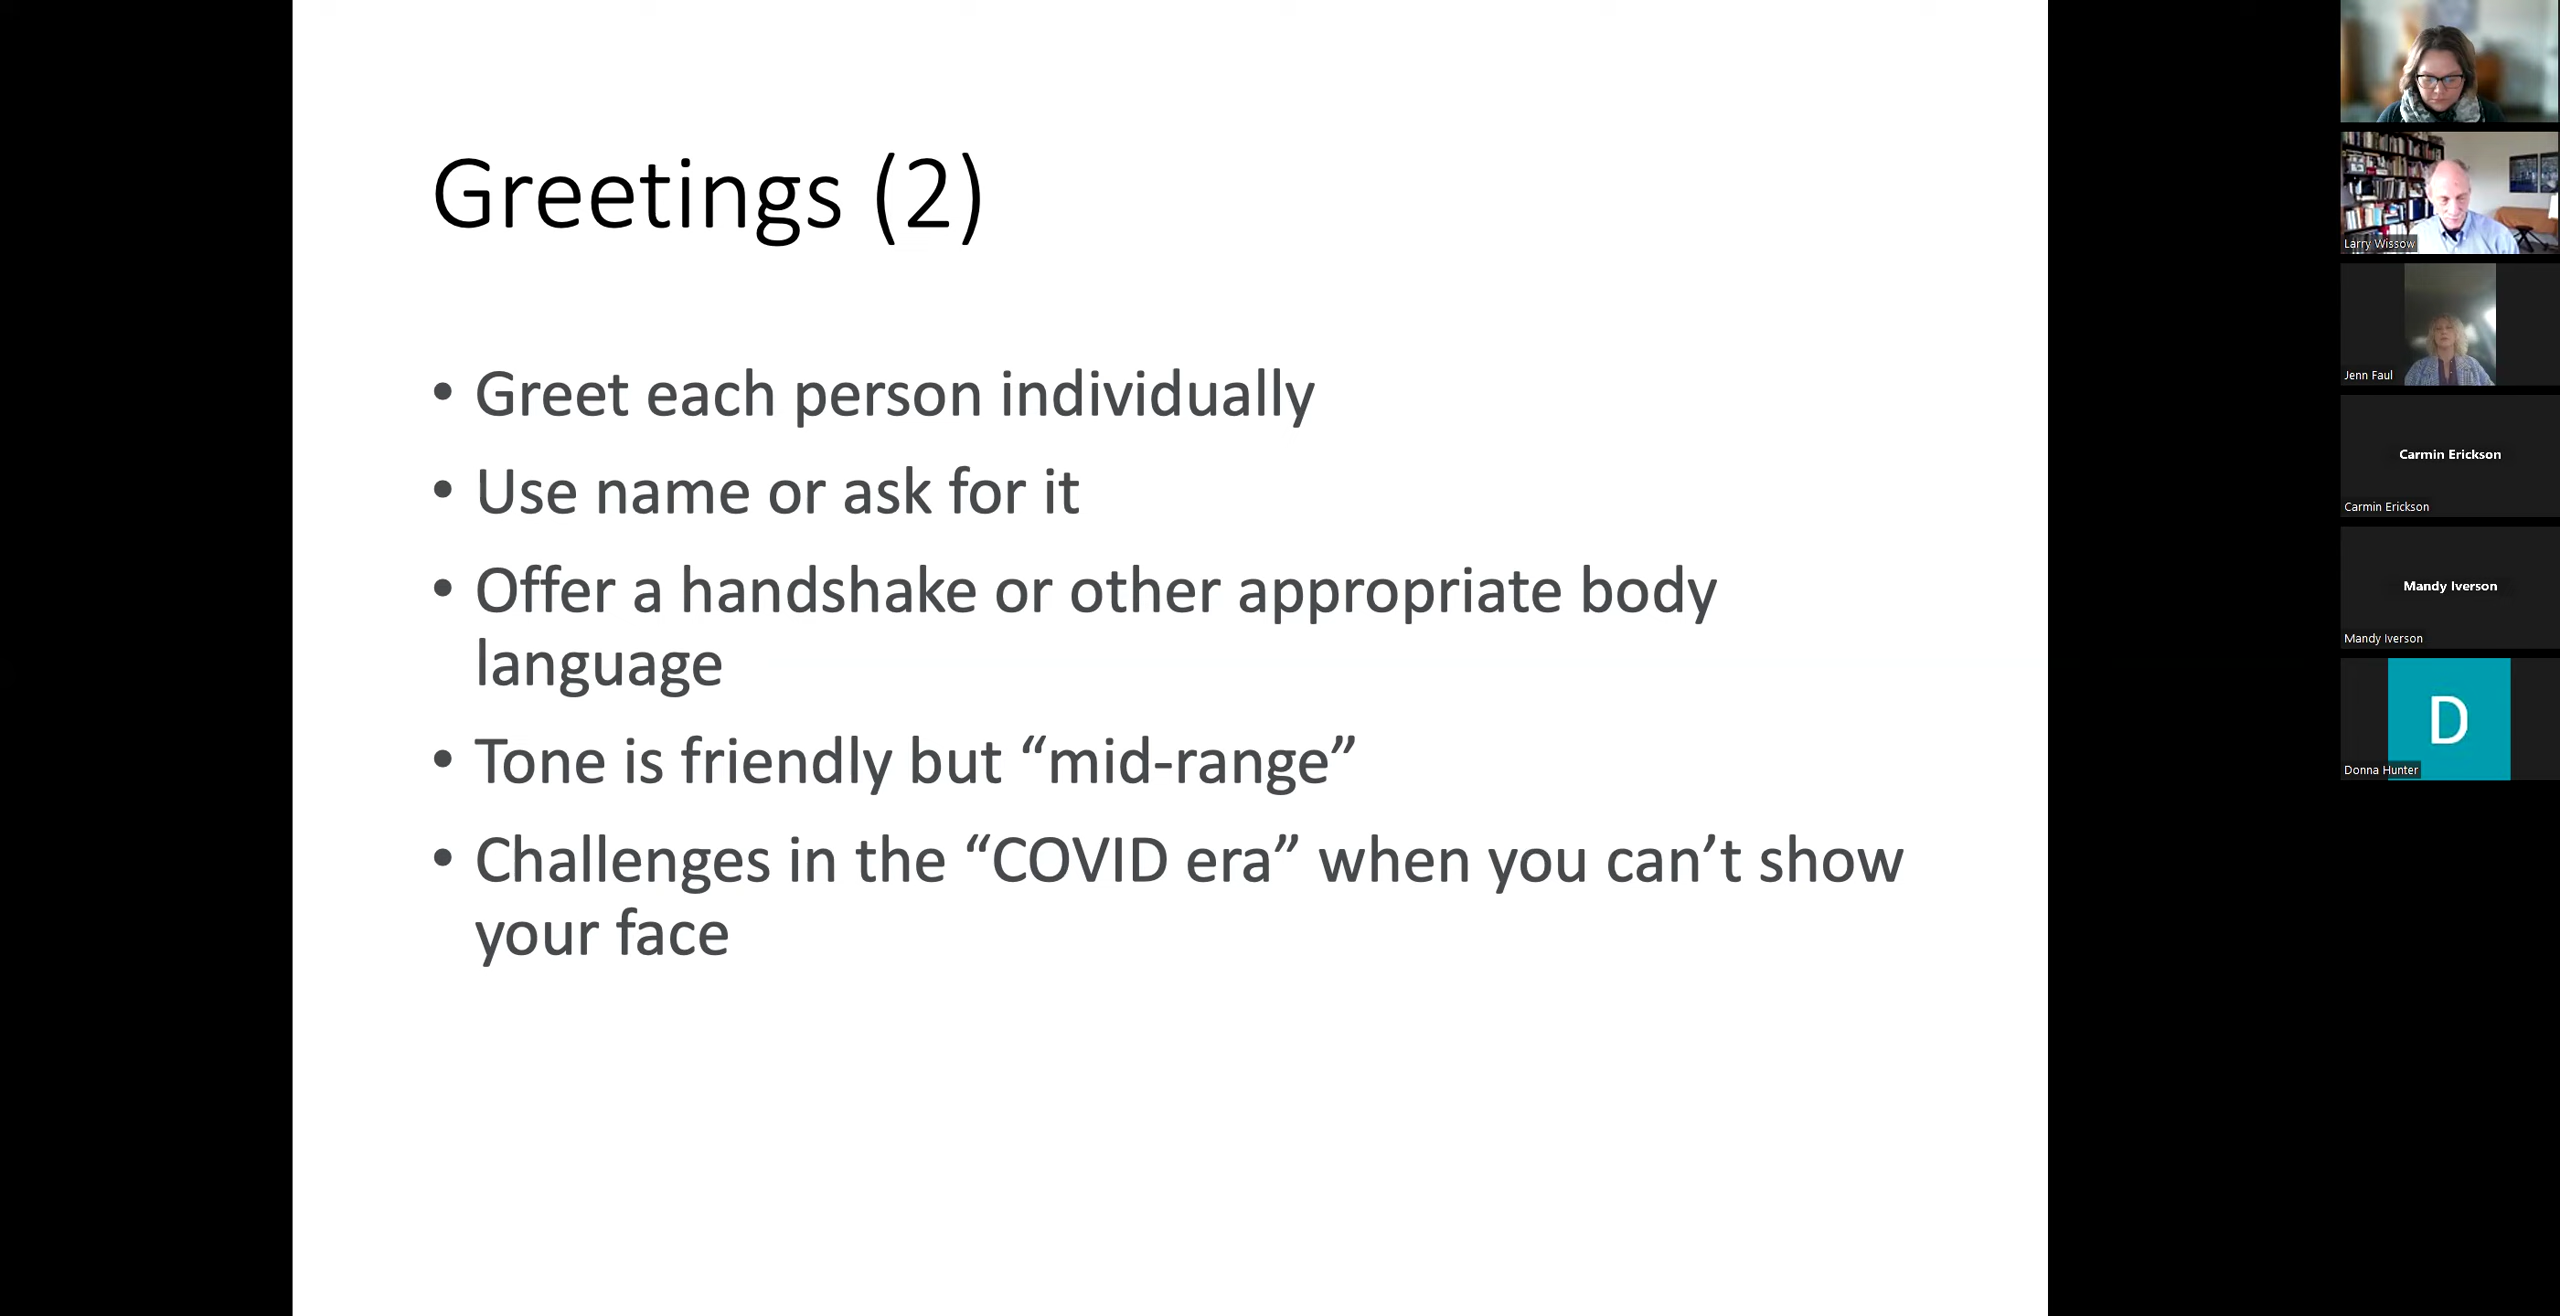 Greetings (2)
• Greet each person individually
• Use name or ask for it
• Offer a handshake or other appropriate body
language
• Tone is friendly but “mid-range”
• Challenges in the “COVID era” when you can’t show
your face
Larry Wissow
Jenn Faul
Carmin Erickson
Carmin Erickson
Mandy Iverson
Mandy Iverson
D
Donna Hunter